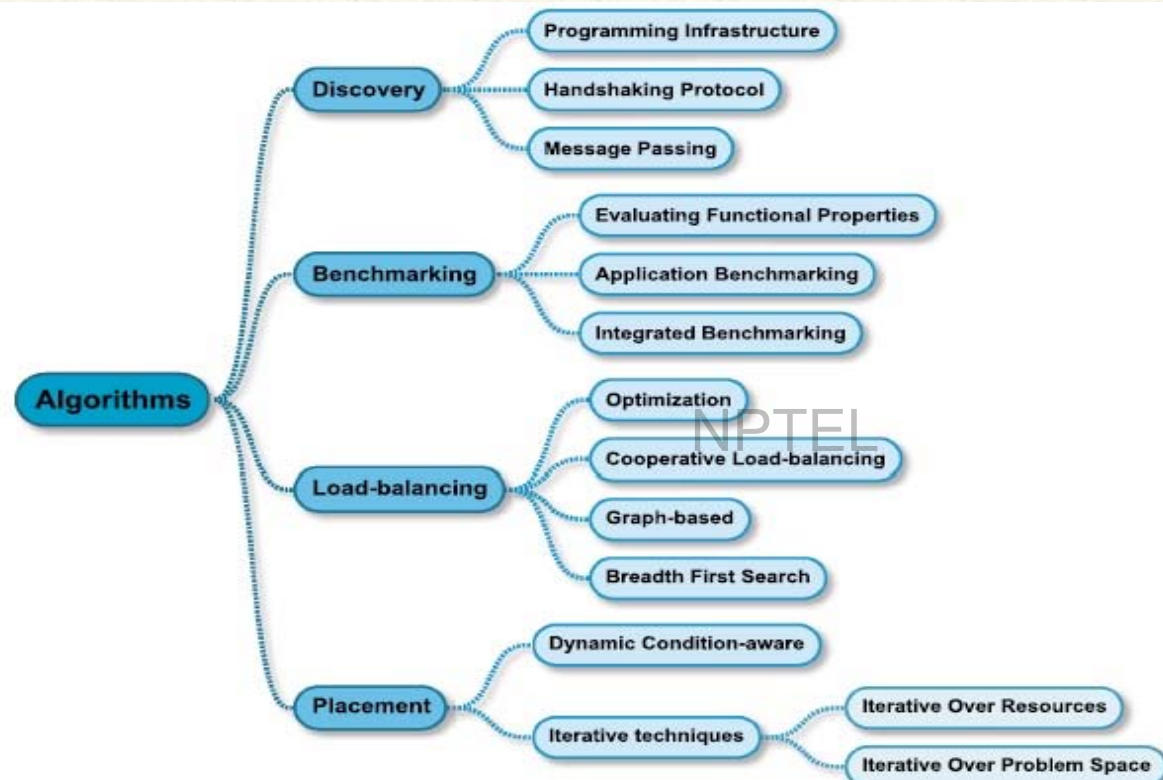 Programming Infrastructure
Discovery
Handshaking Protocol
Message Passing
Evaluating Functional Properties
Benchmarking
Application Benchmarking
Integrated Benchmarking
Algorithms
Optimization
NPTEL
Cooperative Load-balancing
Load-balancing
Graph-based
Breadth First Search
Dynamic Condition-aware
Placement
Iterative techniques
Iterative Over Resources
Iterative Over Problem Space